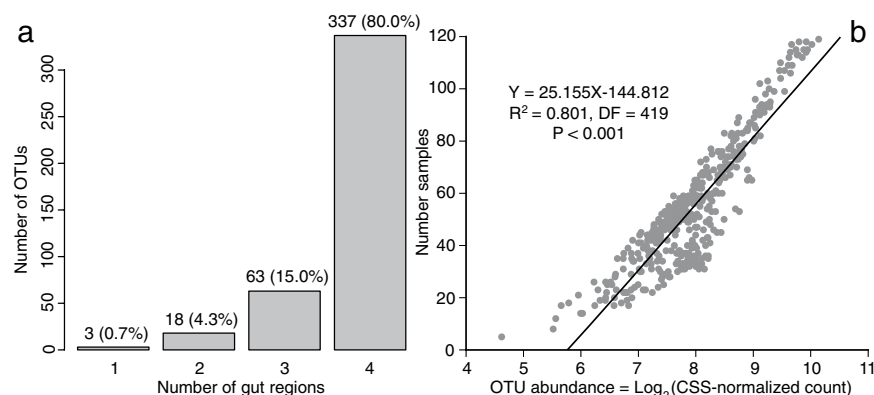 a
337 (80.0%)
63 (15.0%)
18 (4.3%)
3 (0.7%)
300
250
200
150
100
50
0
Number of OTUs
1 2 3 4
Number of gut regions
b
120
100
80
60
40
20
0
Number samples
Y = 25.155X-144.812
R² = 0.801, DF = 419
P < 0.001
4 5 6 7 8 9 10 11
OTU abundance = Log₂(CSS-normalized count)